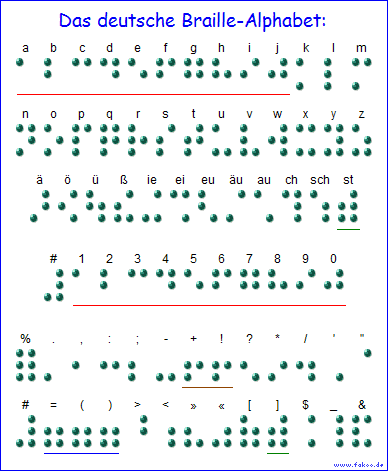 Das deutsche Braille-Alphabet:
a b c d e f g h i j k l m
n o p q r s t u v w x y z
ä ö ü ß ie ei eu äu au ch sch st
# 1 2 3 4 5 6 7 8 9 0
% . , : ; - + ! ? * / ' "
# = ( ) > < » « [ ] $ _ &
www.fakoo.de